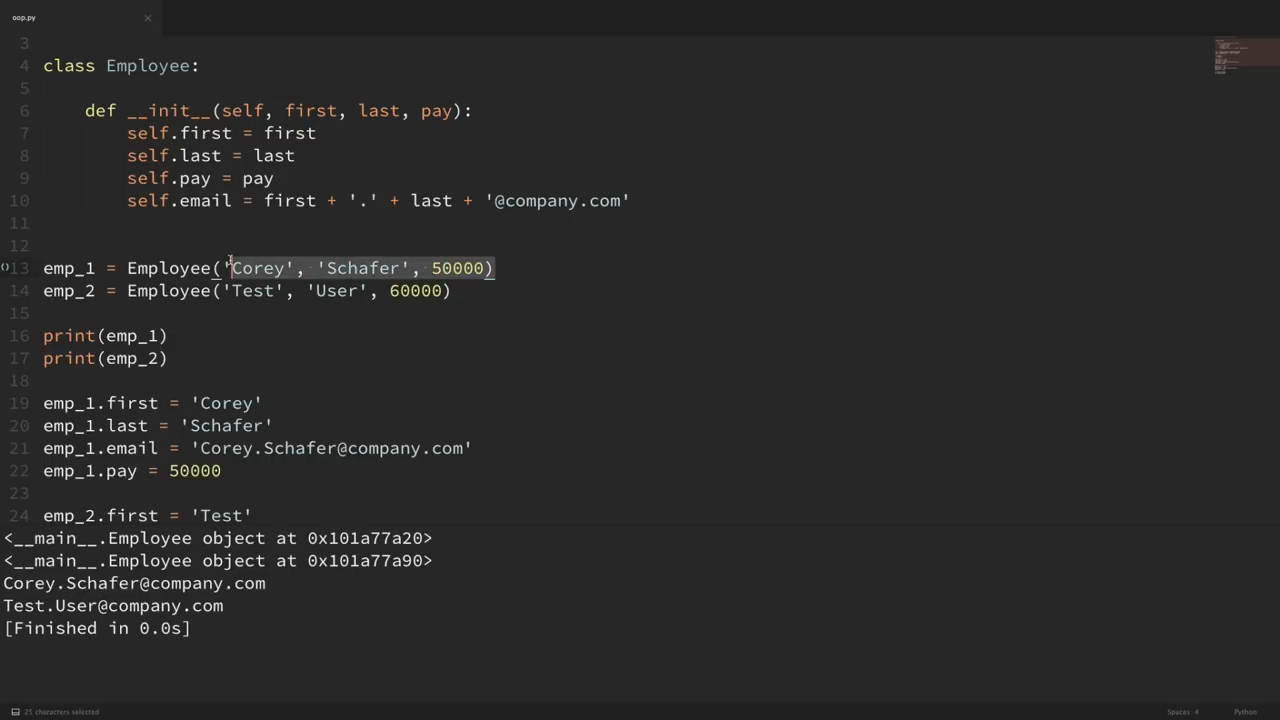 oop.py ×
3
4 class Employee:
5
6 def __init__(self, first, last, pay):
7 self.first = first
8 self.last = last
9 self.pay = pay
10 self.email = first + '.' + last + '@company.com'
11
12
()13 emp_1 = Employee('Corey', 'Schafer', 50000)
14 emp_2 = Employee('Test', 'User', 60000)
15
16 print(emp_1)
17 print(emp_2)
18
19 emp_1.first = 'Corey'
20 emp_1.last = 'Schafer'
21 emp_1.email = 'Corey.Schafer@company.com'
22 emp_1.pay = 50000
23
24 emp_2.first = 'Test'
<__main__.Employee object at 0x101a77a20>
<__main__.Employee object at 0x101a77a90>
Corey.Schafer@company.com
Test.User@company.com
[Finished in 0.0s]
25 characters selected Spaces: 4 Python